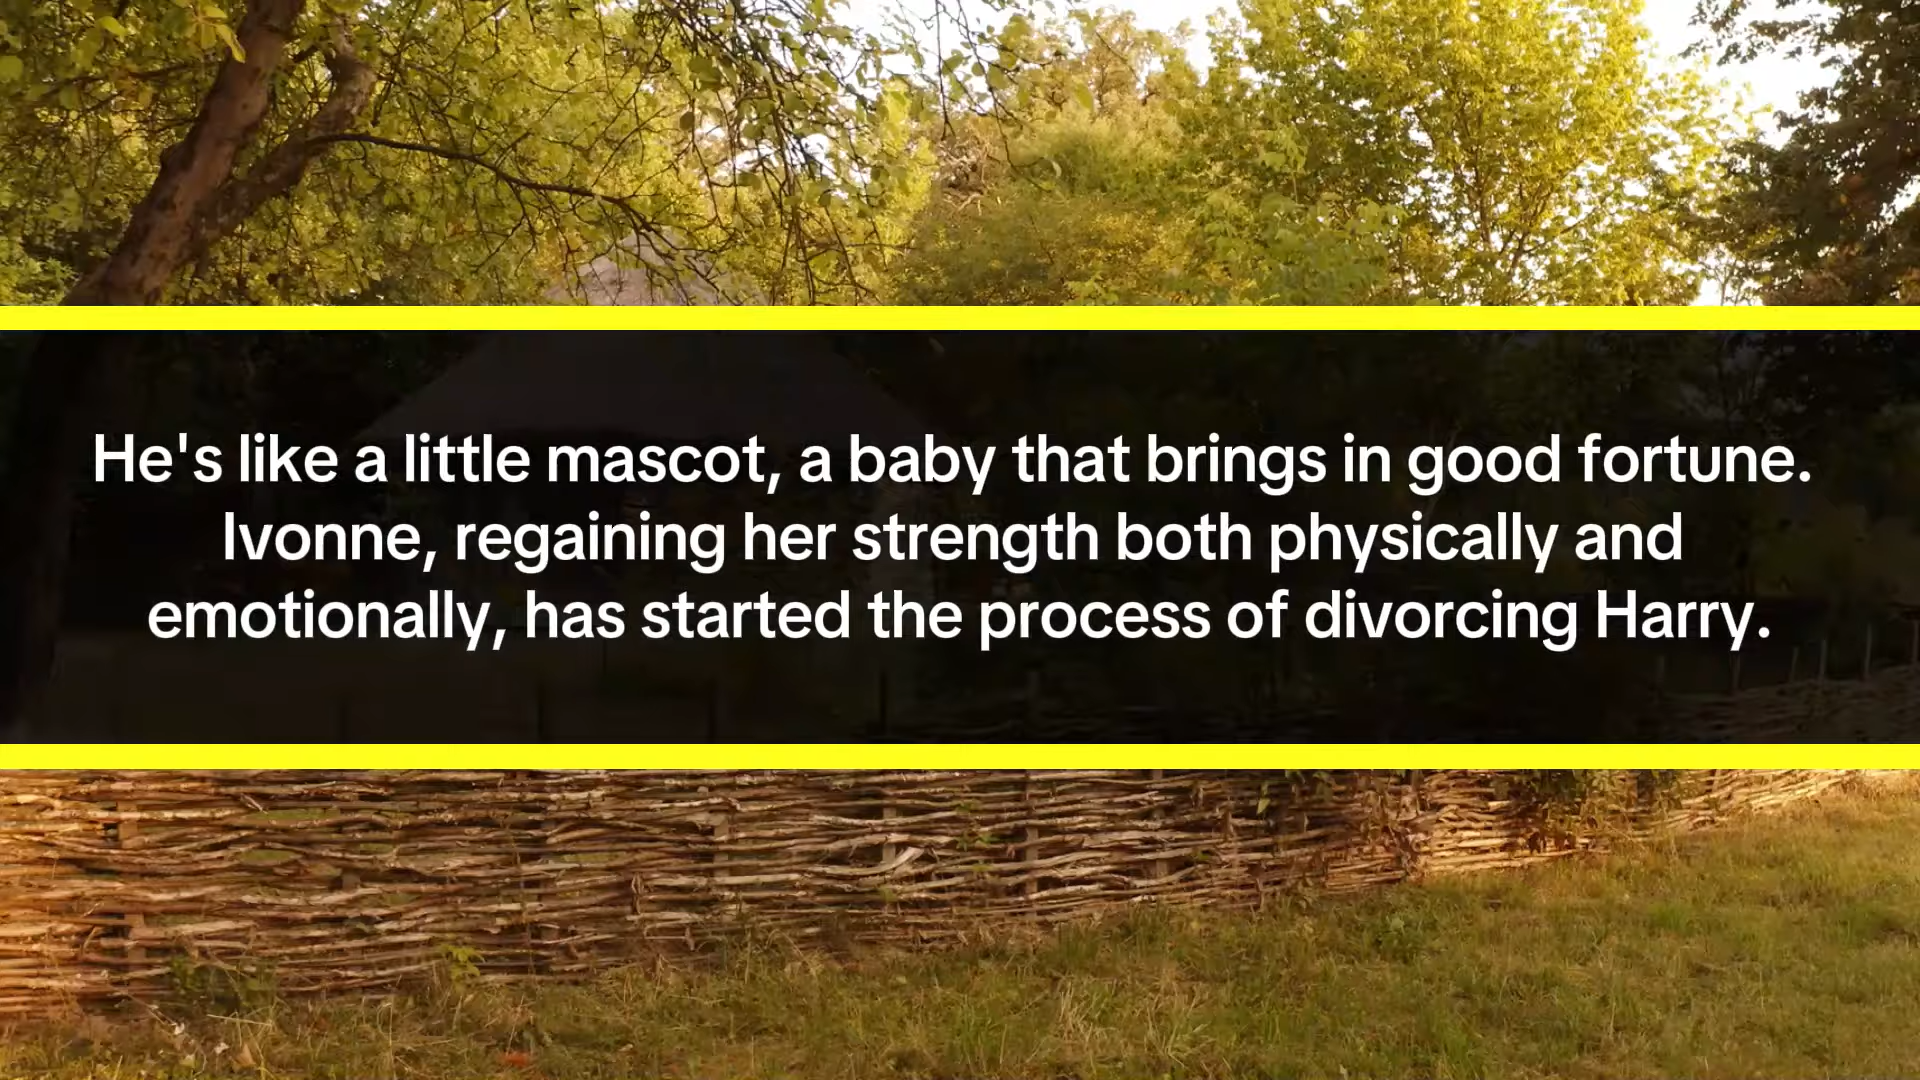 He's like a little mascot, a baby that brings in good fortune.
Ivonne, regaining her strength both physically and
emotionally, has started the process of divorcing Harry.